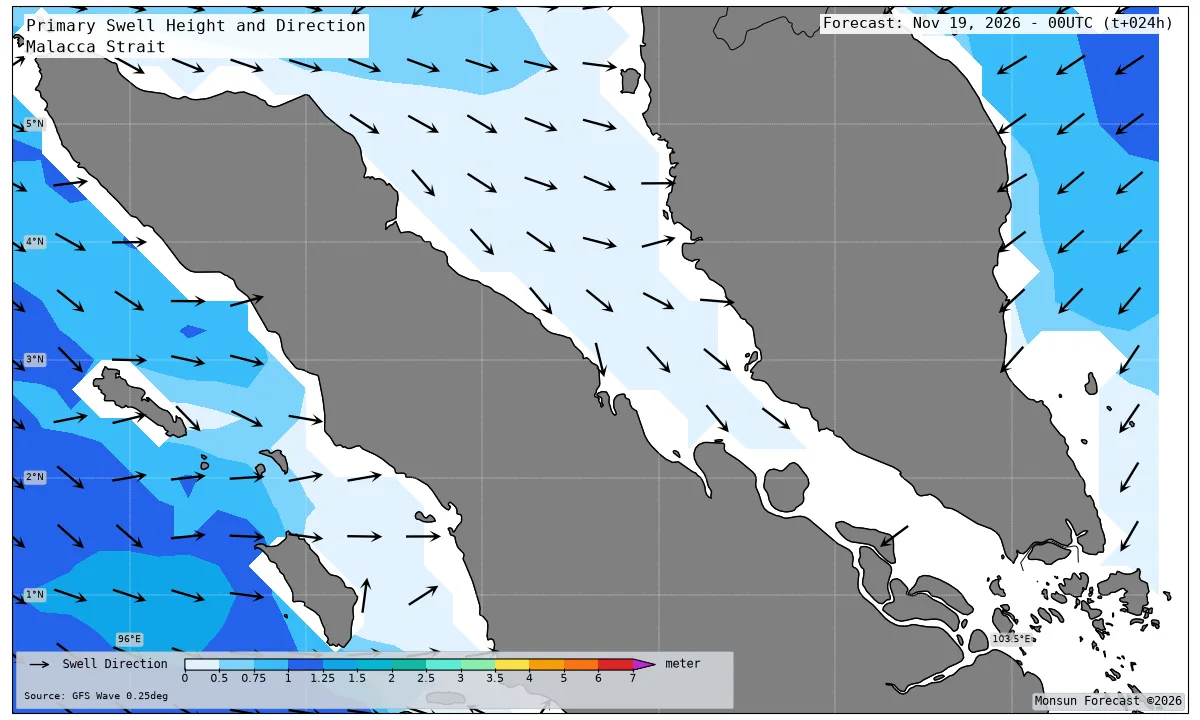 Primary Swell Height and Direction
Malacca Strait
Forecast: Nov 19, 2026 - 00UTC (t+024h)
5°N
4°N
3°N
2°N
1°N
96°E
103.5°E
Swell Direction
0 0.5 0.75 1 1.25 1.5 2 2.5 3 3.5 4 5 6 7
meter
Source: GFS Wave 0.25deg
Monsun Forecast ©2026